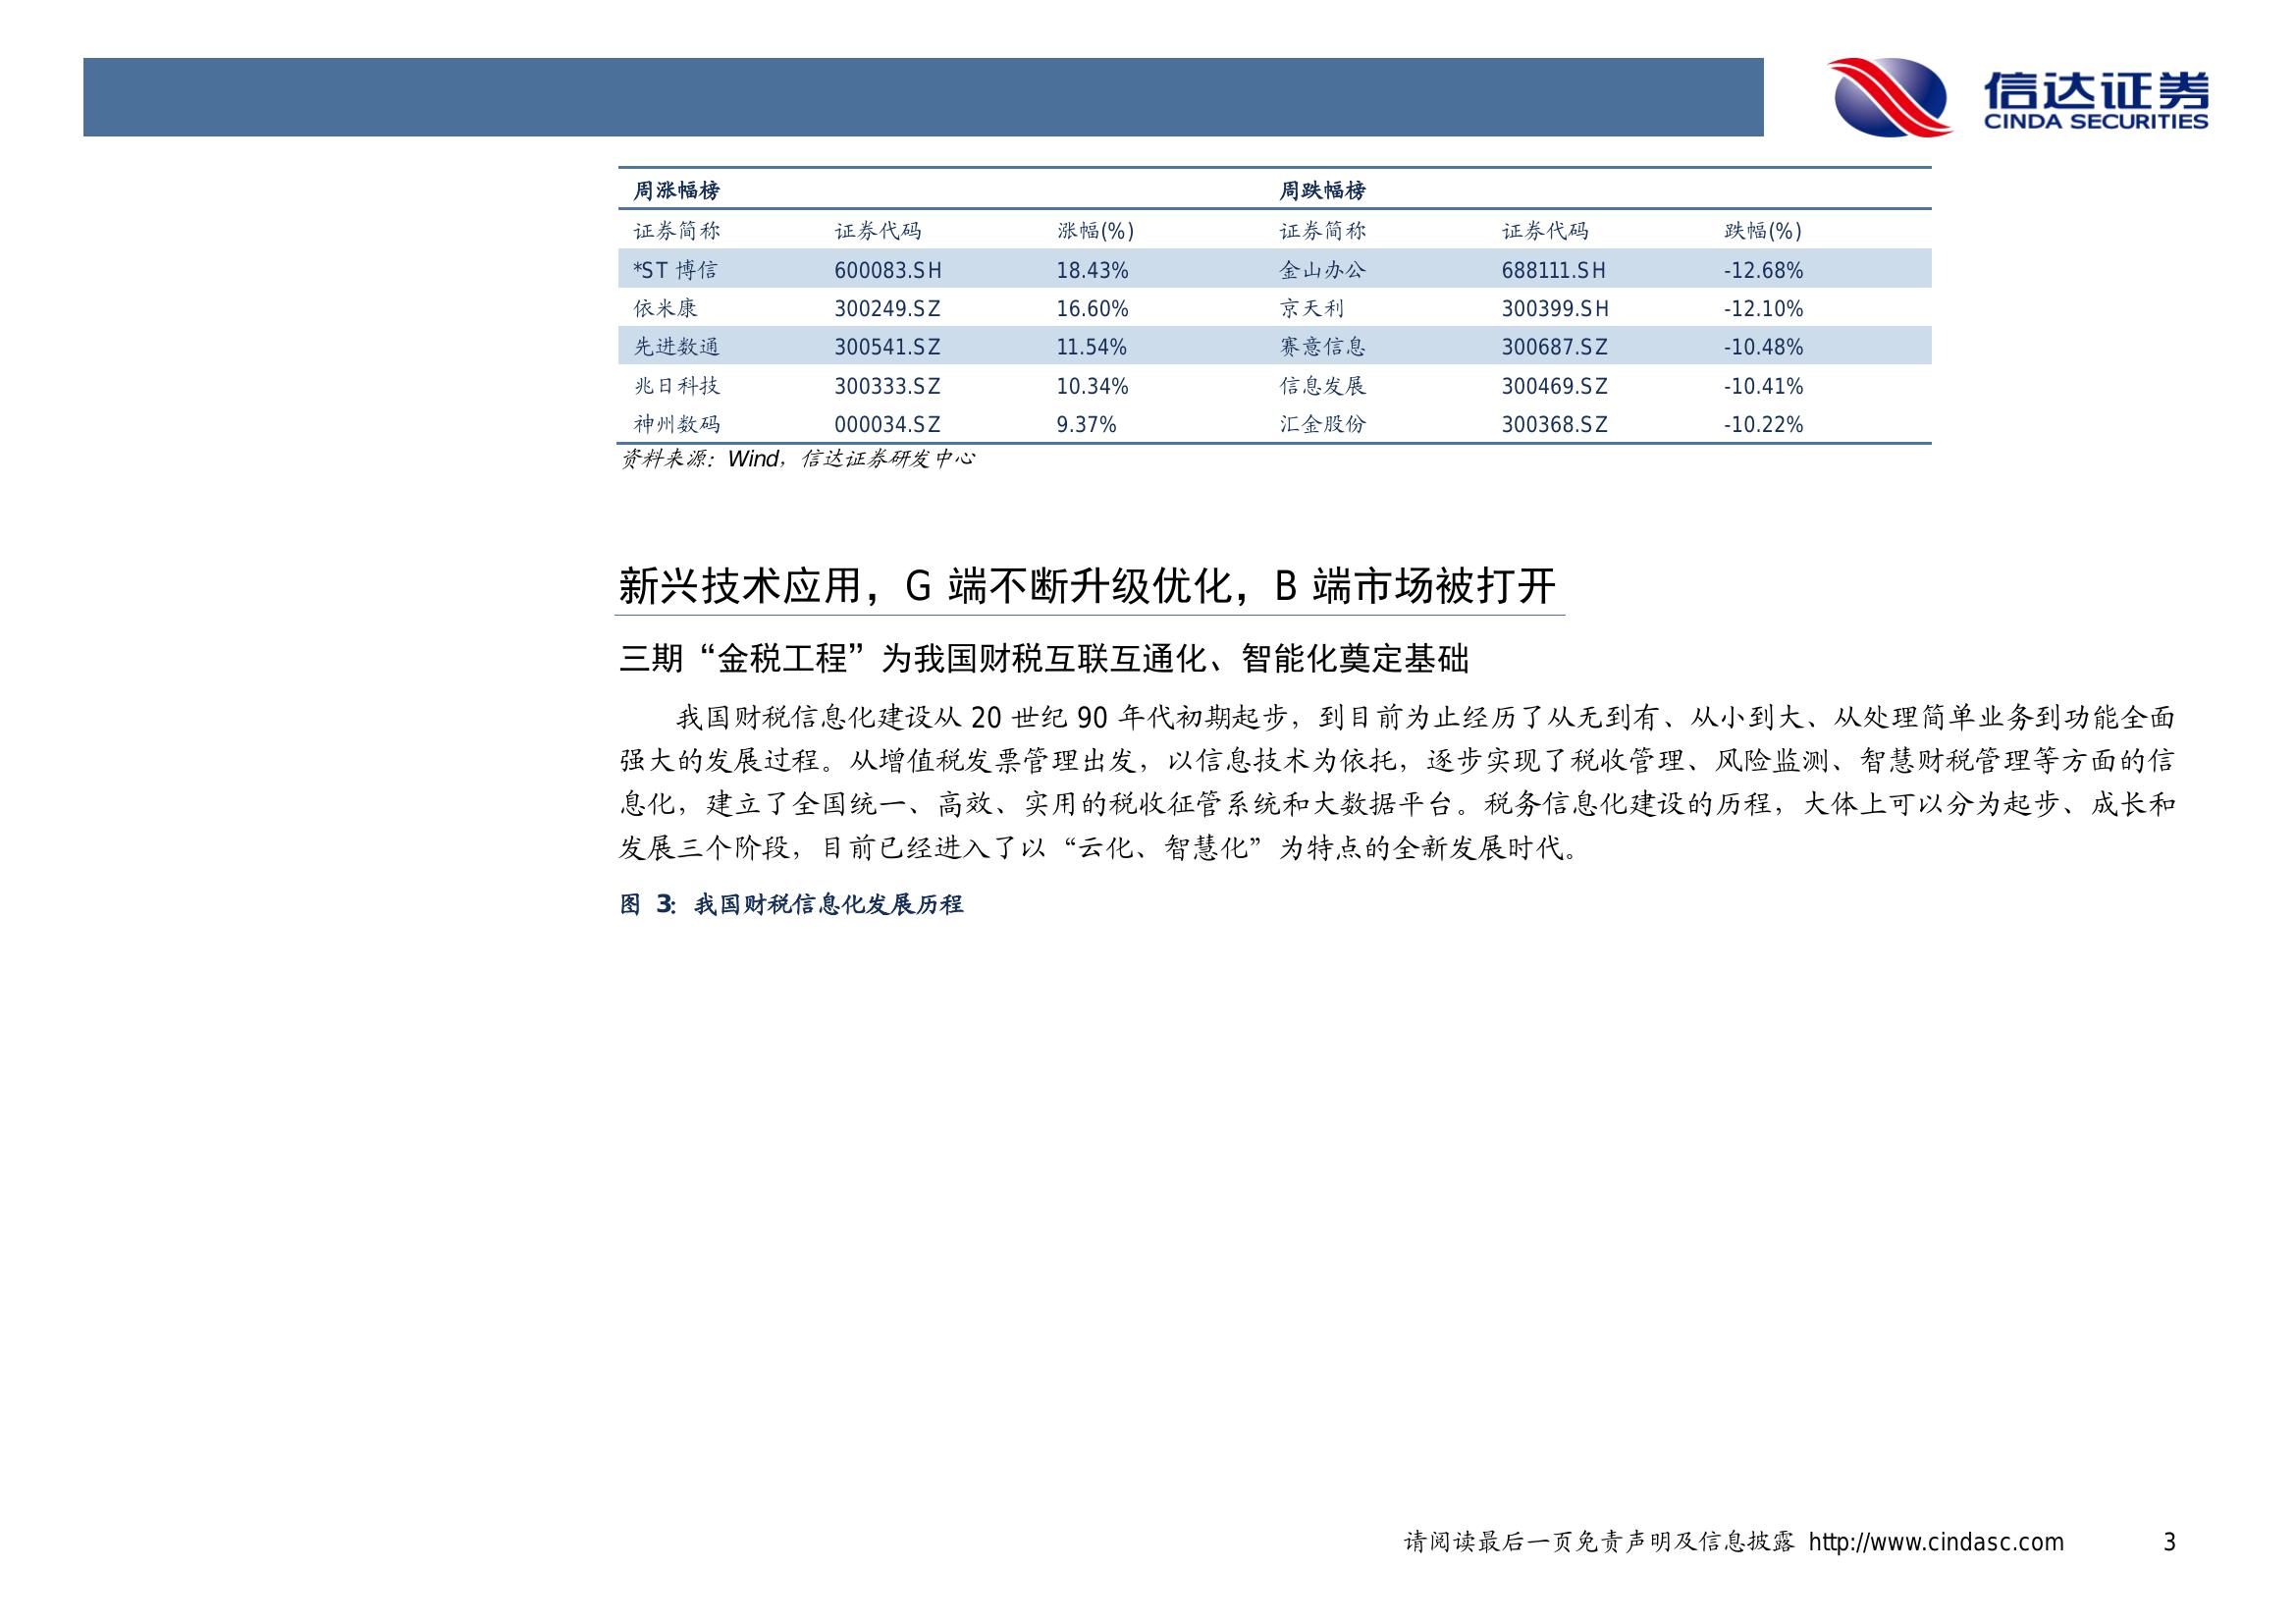 信达证券
CINDA SECURITIES
周涨幅榜 周跌幅榜
证券简称 证券代码 涨幅(%) 证券简称 证券代码 跌幅(%)
*ST 博信 600083.SH 18.43% 金山办公 688111.SH -12.68%
依米康 300249.SZ 16.60% 京天利 300399.SH -12.10%
先进数通 300541.SZ 11.54% 赛意信息 300687.SZ -10.48%
兆日科技 300333.SZ 10.34% 信息发展 300469.SZ -10.41%
神州数码 000034.SZ 9.37% 汇金股份 300368.SZ -10.22%
资料来源：Wind，信达证券研发中心
新兴技术应用，G 端不断升级优化，B 端市场被打开
三期“金税工程”为我国财税互联互通化、智能化奠定基础
我国财税信息化建设从 20 世纪 90 年代初期起步，到目前为止经历了从无到有、从小到大、从处理简单业务到功能全面
强大的发展过程。从增值税发票管理出发，以信息技术为依托，逐步实现了税收管理、风险监测、智慧财税管理等方面的信
息化，建立了全国统一、高效、实用的税收征管系统和大数据平台。税务信息化建设的历程，大体上可以分为起步、成长和
发展三个阶段，目前已经进入了以“云化、智慧化”为特点的全新发展时代。
图 3：我国财税信息化发展历程
请阅读最后一页免责声明及信息披露 http://www.cindasc.com 3